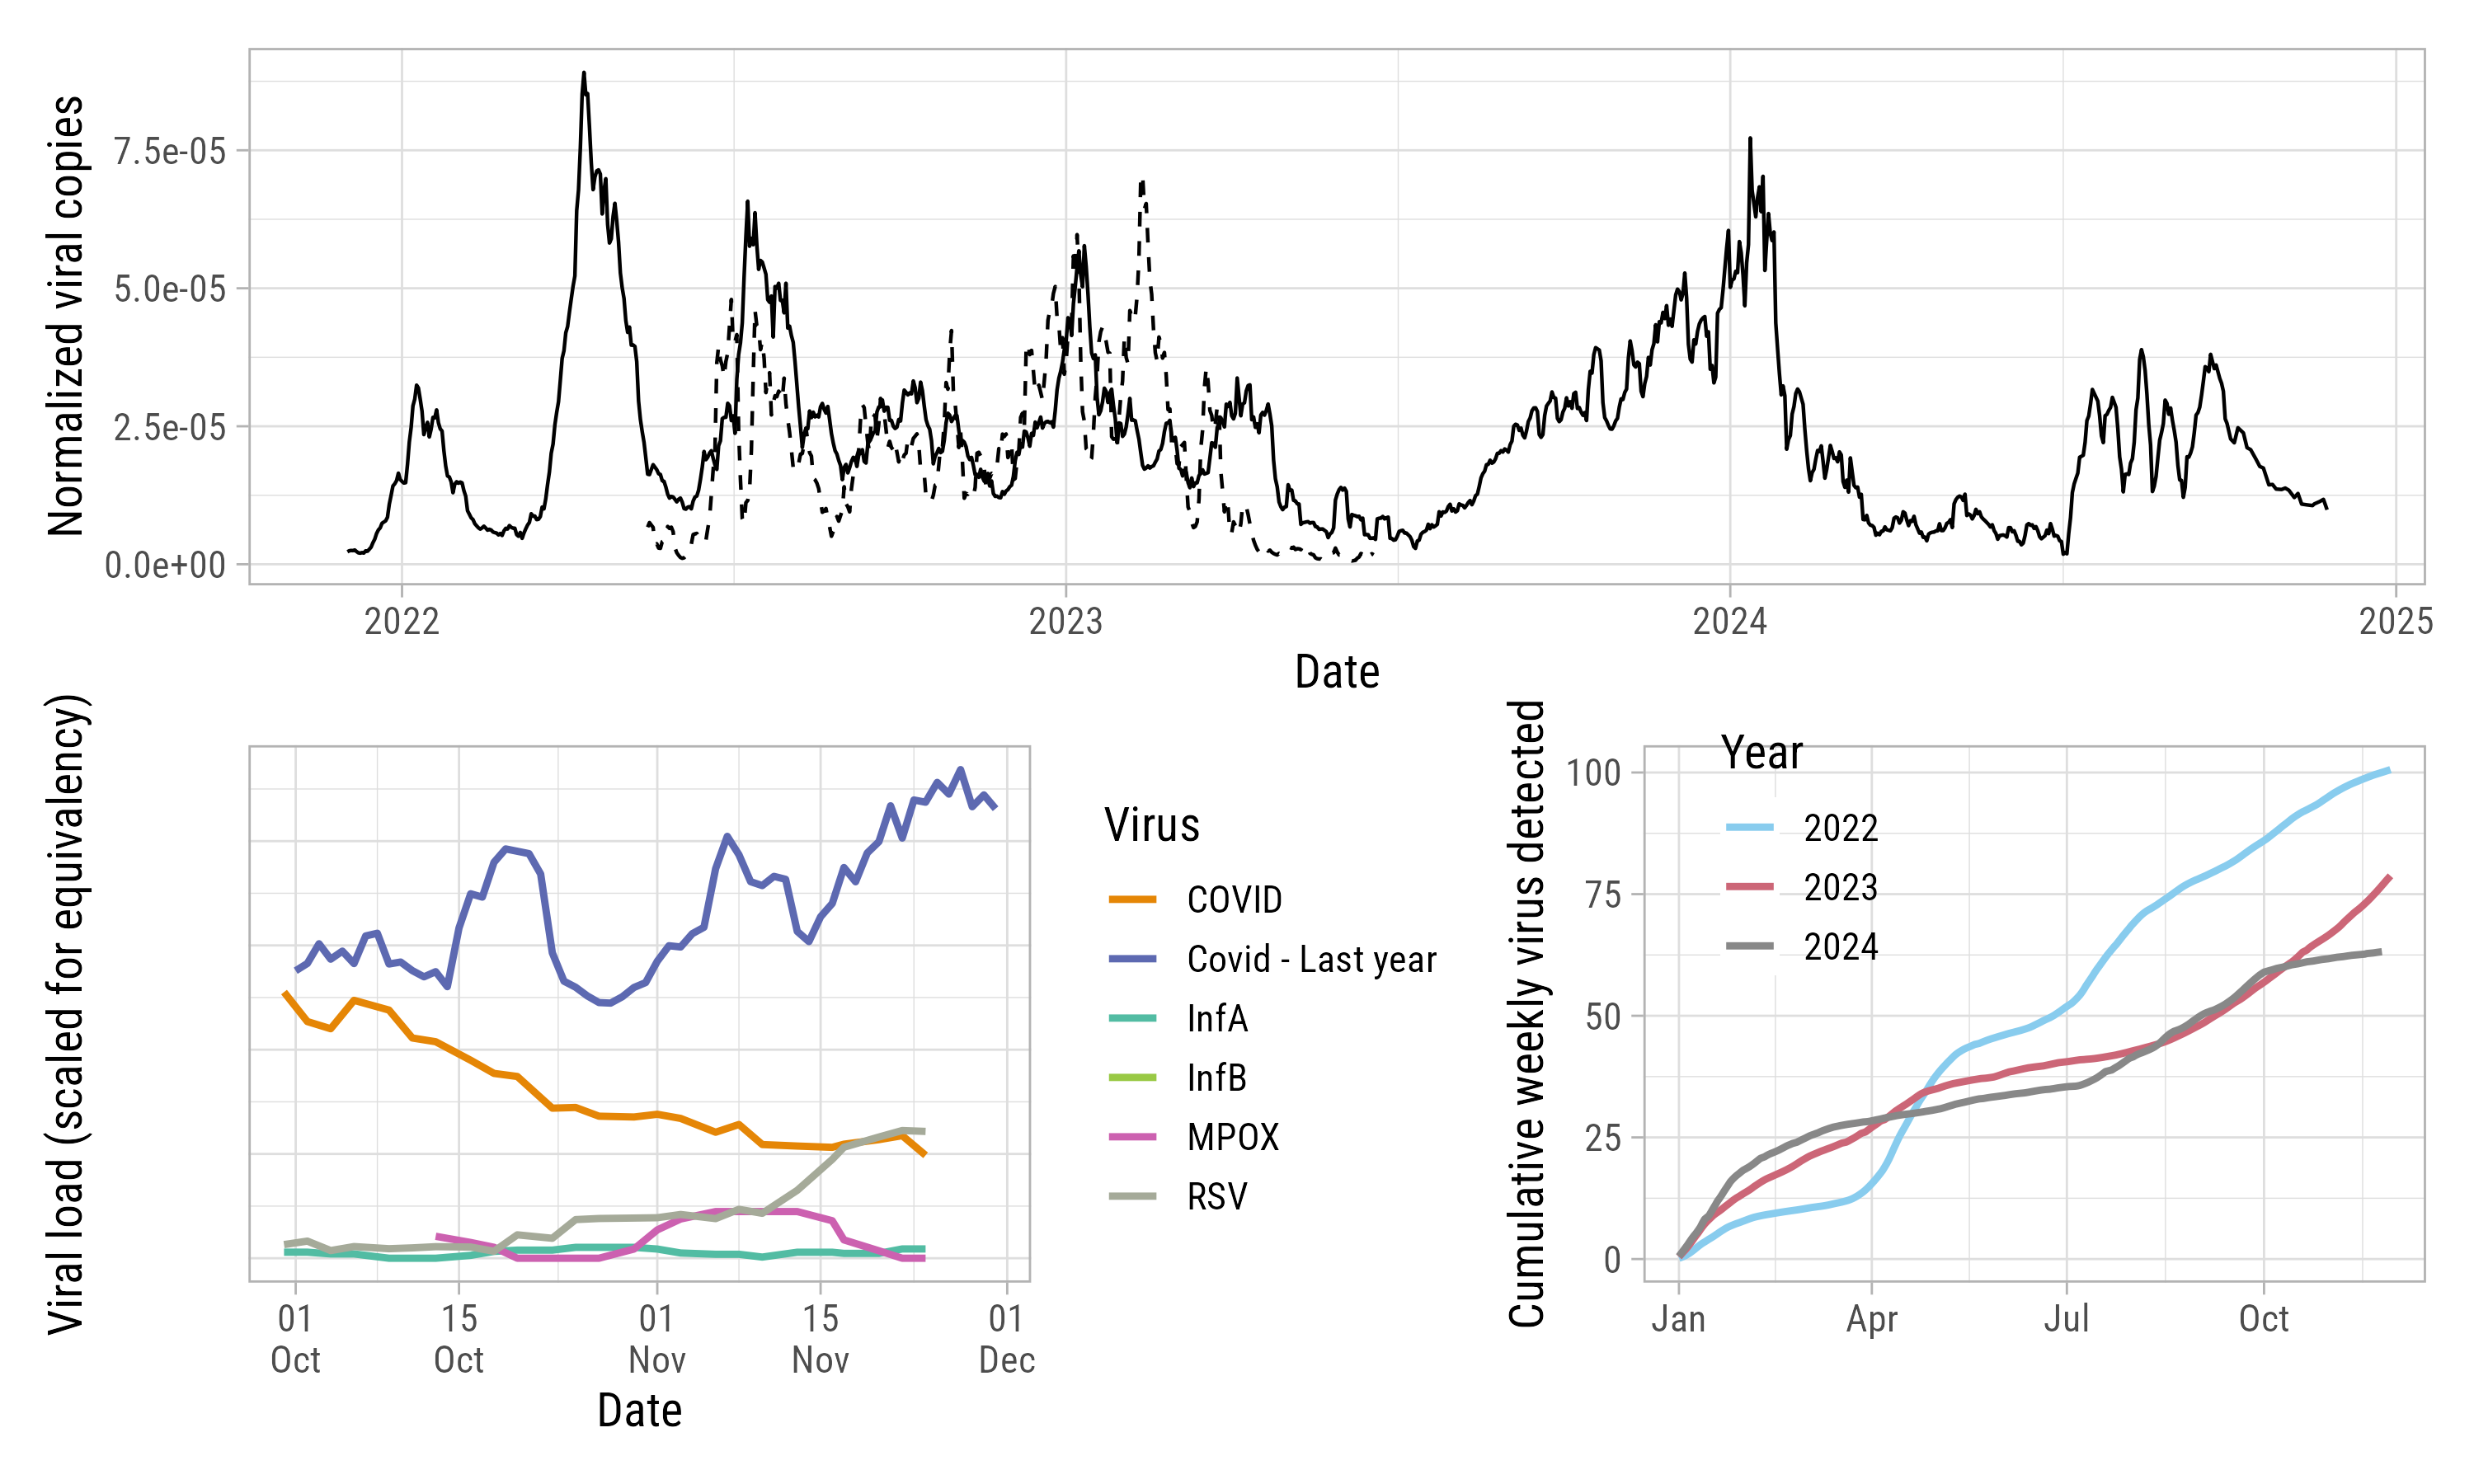 Normalized viral copies
7.5e-05
5.0e-05
2.5e-05
0.0e+00
2022
2023
2024
2025
Date
Viral load (scaled for equivalency)
01 Oct
15 Oct
01 Nov
15 Nov
01 Dec
Date
Virus
COVID
Covid - Last year
InfA
InfB
MPOX
RSV
Cumulative weekly virus detected
100
75
50
25
0
Jan
Apr
Jul
Oct
Year
2022
2023
2024